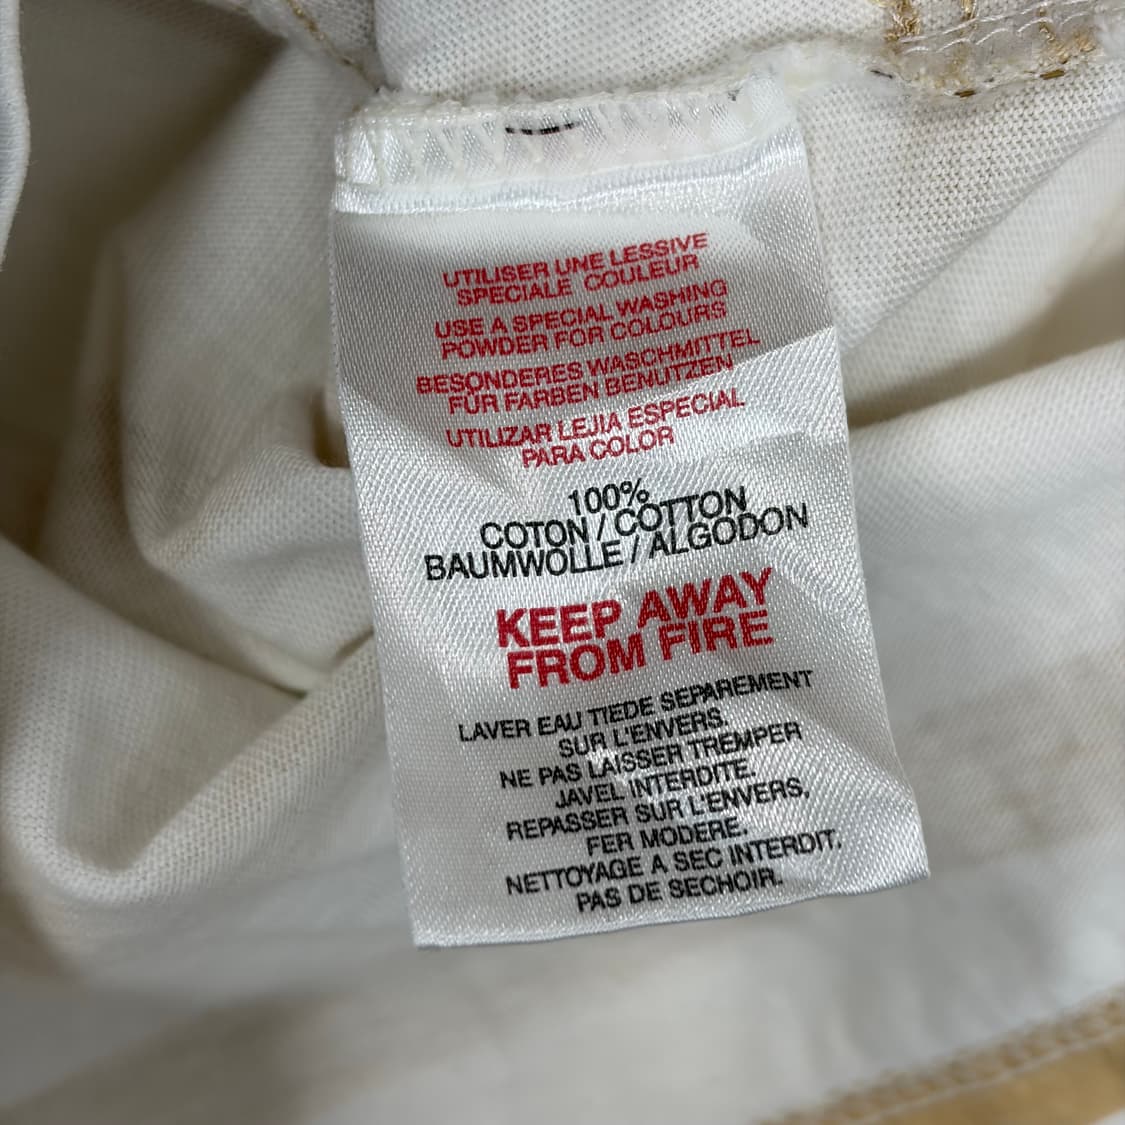 UTILISER UNE LESSIVE
SPECIALE COULEUR
USE A SPECIAL WASHING
POWDER FOR COLOURS
BESONDERES WASCHMITTEL
FÜR FARBEN BENUTZEN
UTILIZAR LEJIA ESPECIAL
PARA COLOR
100%
COTON / COTTON
BAUMWOLLE / ALGODON
KEEP AWAY
FROM FIRE
LAVER EAU TIEDE SEPAREMENT
SUR L'ENVERS.
NE PAS LAISSER TREMPER
JAVEL INTERDITE.
REPASSER SUR L'ENVERS,
FER MODERE.
NETTOYAGE A SEC INTERDIT.
PAS DE SECHOIR.